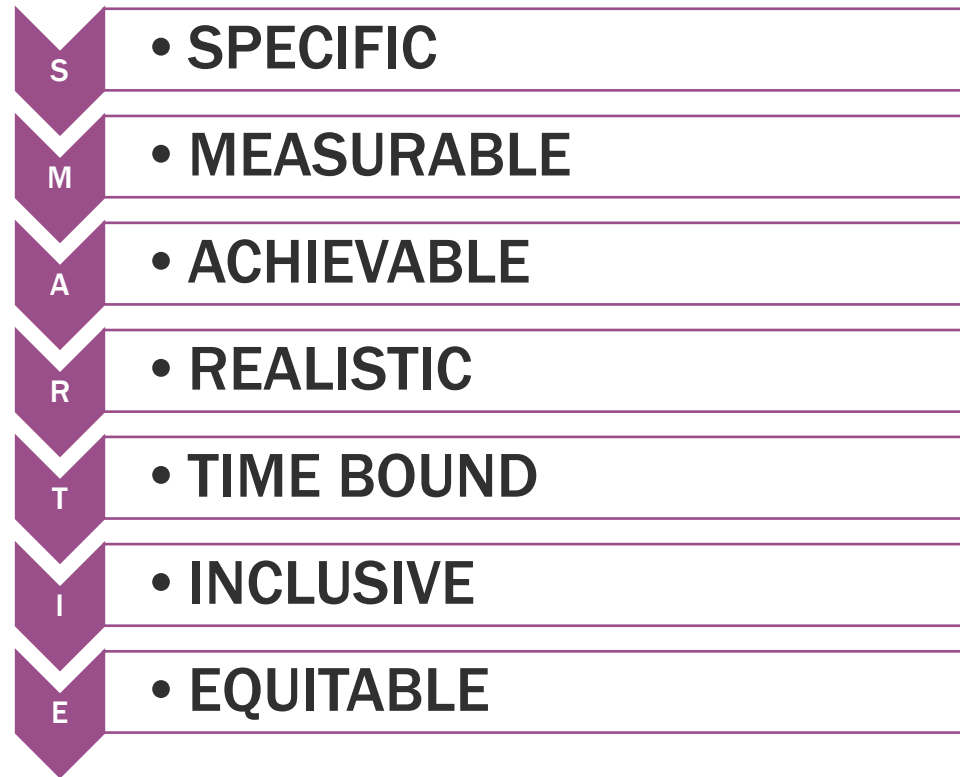 S
• SPECIFIC
M
• MEASURABLE
A
• ACHIEVABLE
R
• REALISTIC
T
• TIME BOUND
I
• INCLUSIVE
E
• EQUITABLE